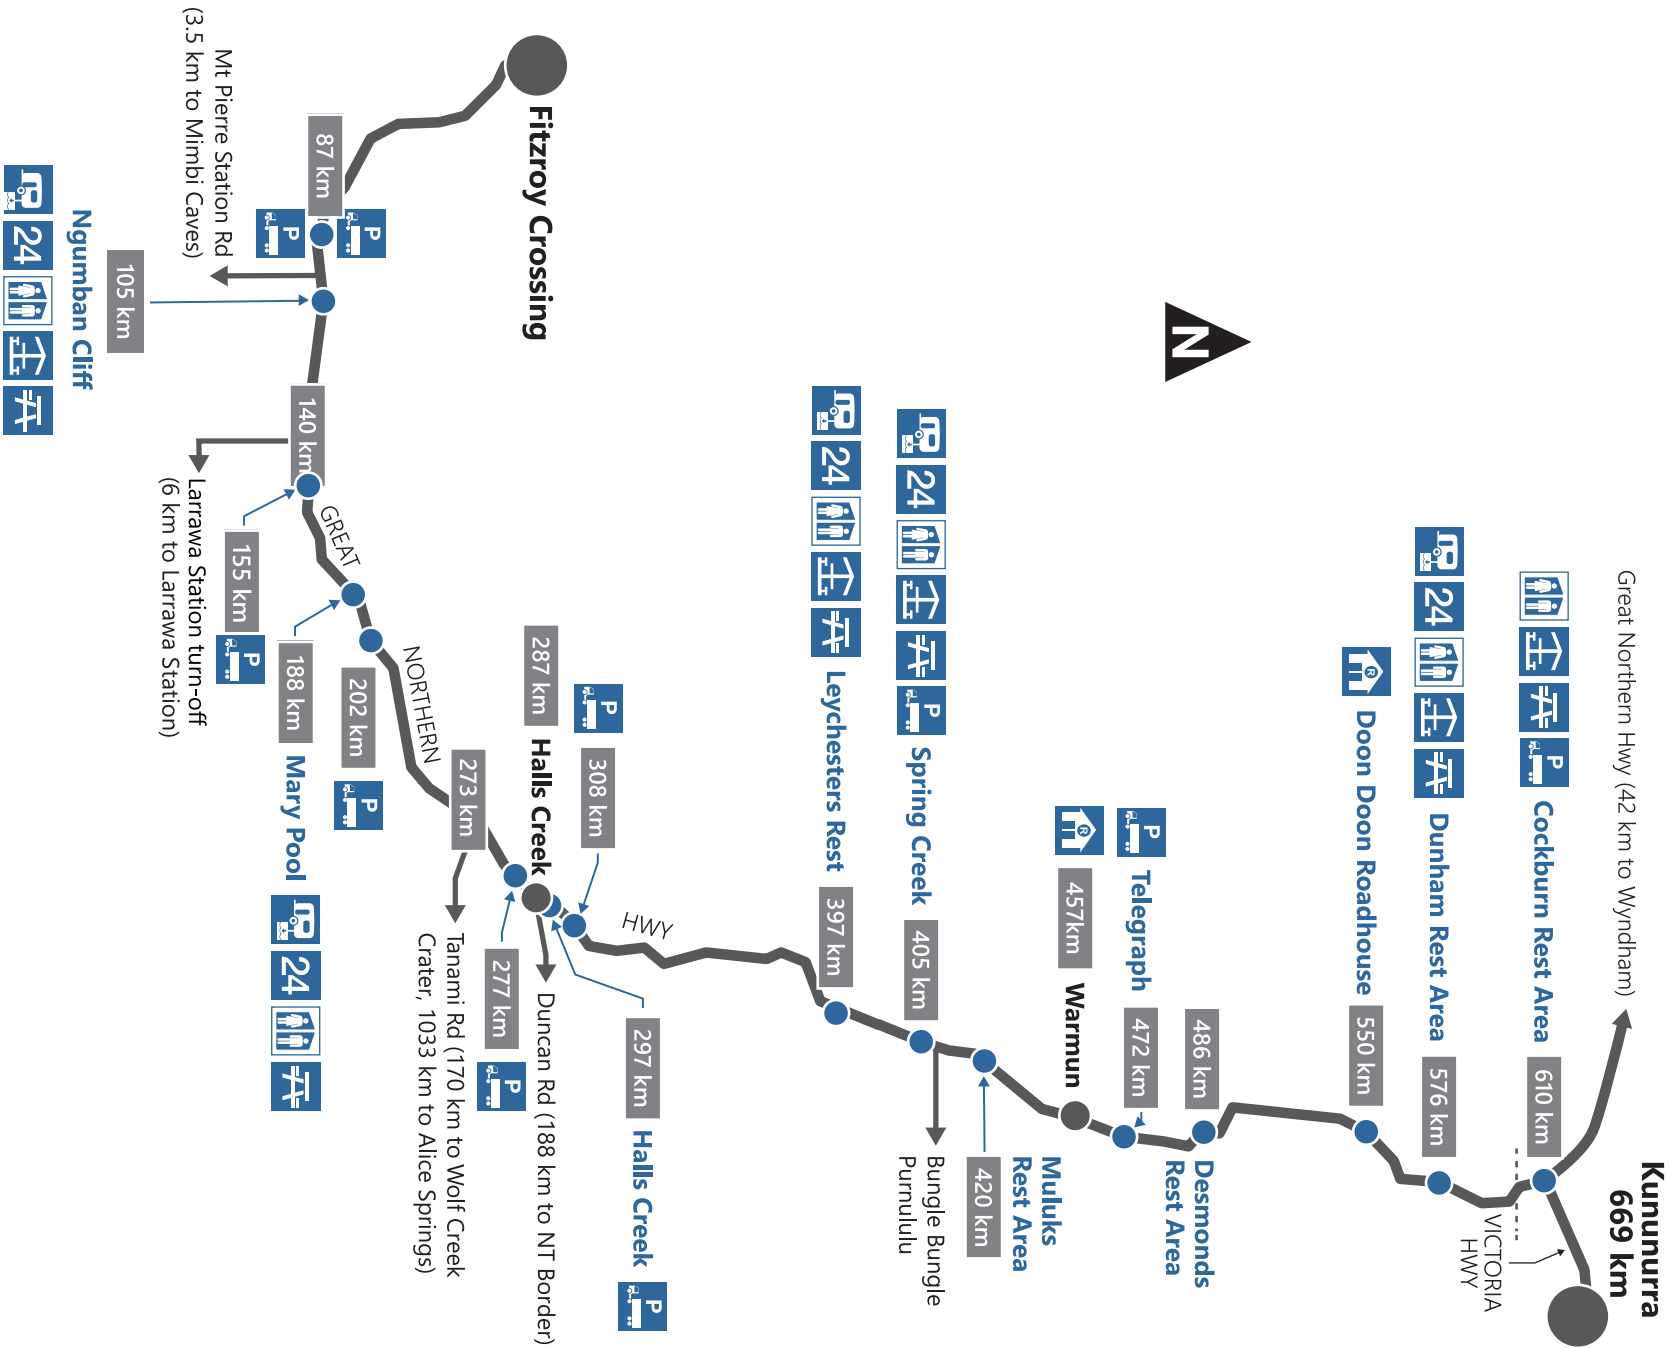 Kununurra
669 km
Great Northern Hwy (42 km to Wyndham)
VICTORIA
HWY
P
Cockburn Rest Area
610 km
24
Dunham Rest Area
576 km
R
Doon Doon Roadhouse
550 km
486 km
Desmonds
Rest Area
P
Telegraph
472 km
R
457km
Warmun
Muluks
Rest Area
420 km
Bungle Bungle
Purnululu
24
P
Spring Creek
405 km
24
Leychesters Rest
397 km
N
HWY
P
308 km
297 km
Halls Creek
P
287 km
Halls Creek
Duncan Rd (188 km to NT Border)
277 km
P
273 km
Tanami Rd (170 km to Wolf Creek
Crater, 1033 km to Alice Springs)
NORTHERN
202 km
P
188 km
Mary Pool
24
GREAT
155 km
P
140 km
Larrawa Station turn-off
(6 km to Larrawa Station)
105 km
Ngumban Cliff
24
Mt Pierre Station Rd
(3.5 km to Mimbi Caves)
87 km
P
P
Fitzroy Crossing